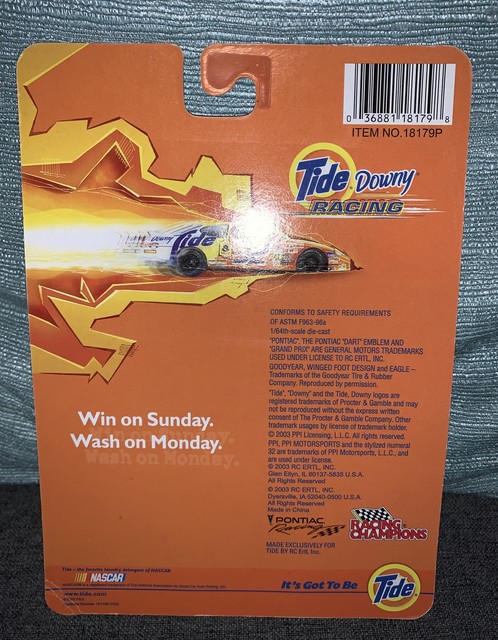 0 36881 18179 8
ITEM NO.18179P
Tide Downy
RACING
Downy Tide
CONFORMS TO SAFETY REQUIREMENTS
OF ASTM F963-96a
1/64th-scale die-cast
"PONTIAC", THE PONTIAC "DART" EMBLEM AND
"GRAND PRIX" ARE GENERAL MOTORS TRADEMARKS
USED UNDER LICENSE TO RC ERTL, INC.
GOODYEAR, WINGED FOOT DESIGN and EAGLE –
Trademarks of the Goodyear Tire & Rubber
Company. Reproduced by permission.
"Tide", "Downy" and the Tide, Downy logos are
registered trademarks of Procter & Gamble and may
not be reproduced without the express written
consent of The Procter & Gamble Company. Other
trademark usages by license of trademark holder.
© 2003 PPI Licensing, L.L.C. All rights reserved.
PPI, PPI MOTORSPORTS and the stylized numeral
32 are trademarks of PPI Motorsports, L.L.C., and
are used under license.
© 2003 RC ERTL, INC.
Glen Ellyn, IL 60137-5835 U.S.A.
All Rights Reserved
© 2003 RC ERTL, INC.
Dyersville, IA 52040-0500 U.S.A.
All Rights Reserved
Made in China
Win on Sunday.
Wash on Monday.
Wash on Monday.
PONTIAC
Racing
RACING
CHAMPIONS
MADE EXCLUSIVELY FOR
TIDE BY RC Ertl, Inc.
Tide – the favorite laundry detergent of NASCAR
NASCAR
www.tide.com
It's Got To Be
Tide